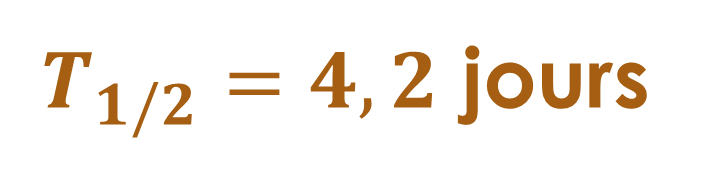 T1/2 = 4,2 jours